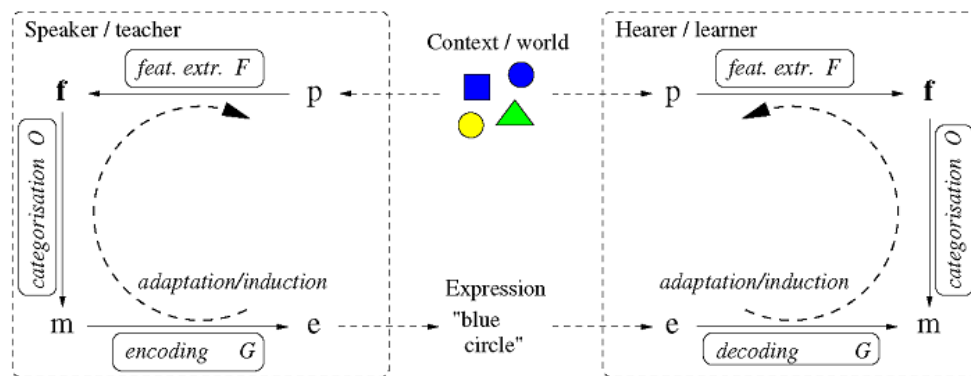 Speaker / teacher
feat. extr. F
f
p
categorisation O
adaptation/induction
m
e
encoding G
Context / world
Expression
"blue
circle"
Hearer / learner
feat. extr. F
p
f
categorisation O
adaptation/induction
e
m
decoding G